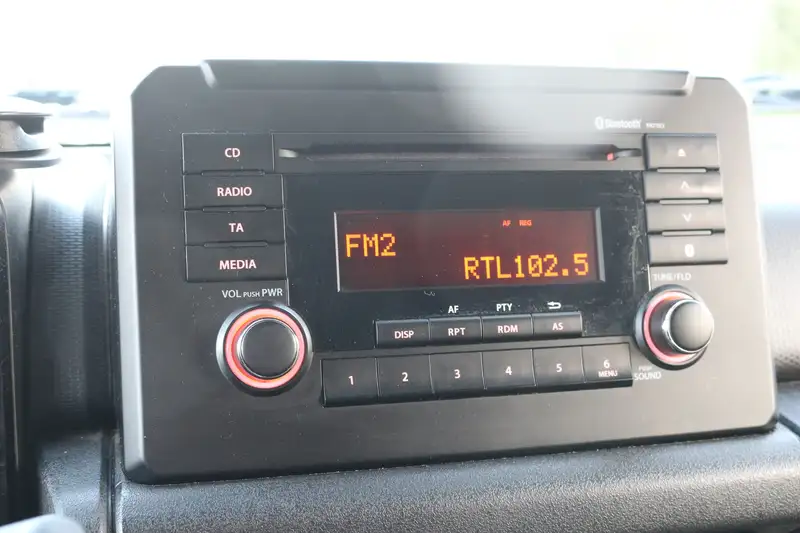 Bluetooth
CD
RADIO
TA
MEDIA
AF REG
FM2
RTL102.5
VOL PUSH PWR
TUNE/FLD
AF PTY
DISP RPT RDM AS
1 2 3 4 5 6
MENU
PUSH
SOUND